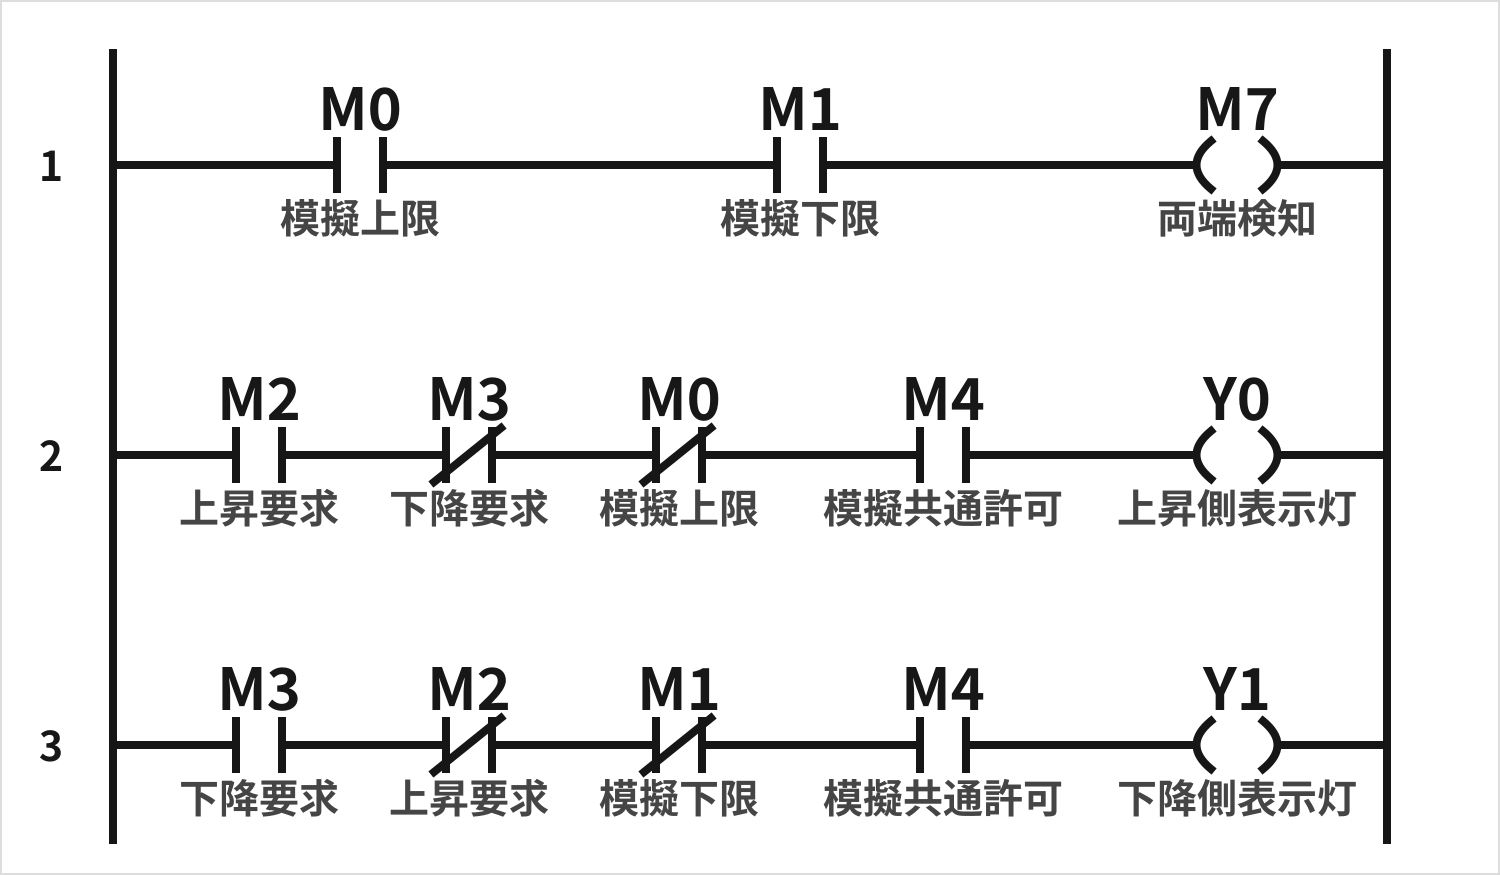 M0 M1 M7
1
模擬上限 模擬下限 両端検知
M2 M3 M0 M4 Y0
2
上昇要求 下降要求 模擬上限 模擬共通許可 上昇側表示灯
M3 M2 M1 M4 Y1
3
下降要求 上昇要求 模擬下限 模擬共通許可 下降側表示灯